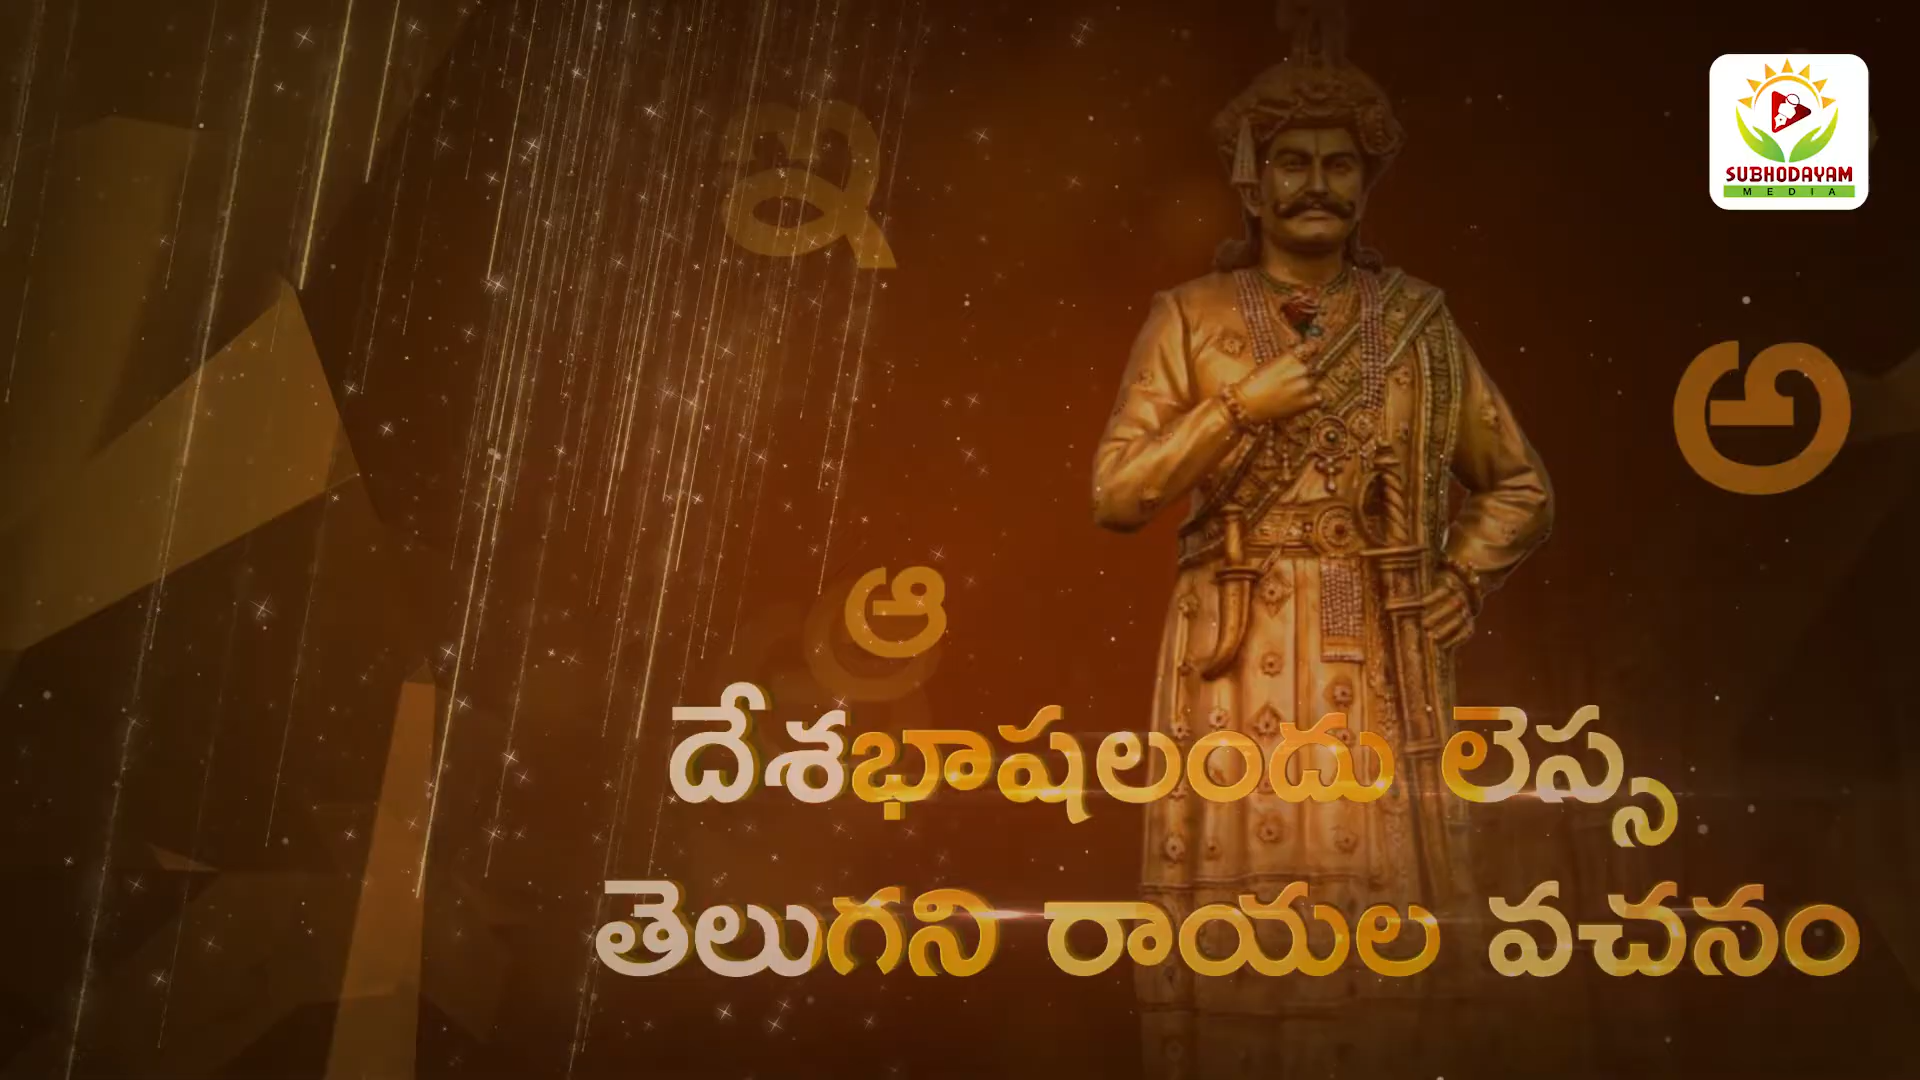 SUBHODAYAM
MEDIA
ఇ
అ
ఆ
దేశభాషలందు లెస్స
తెలుగని రాయల వచనం